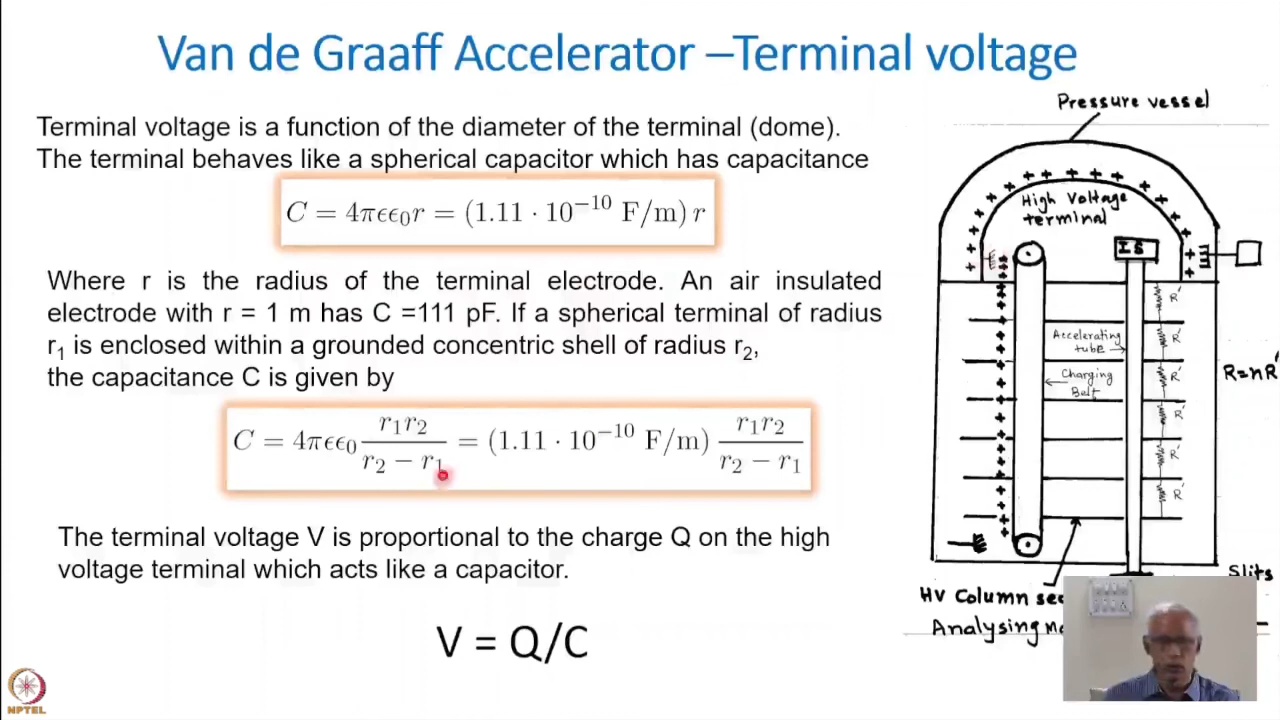 Van de Graaff Accelerator –Terminal voltage
Terminal voltage is a function of the diameter of the terminal (dome).
The terminal behaves like a spherical capacitor which has capacitance
C = 4πϵϵ₀r = (1.11 · 10⁻¹⁰ F/m) r
Where r is the radius of the terminal electrode. An air insulated
electrode with r = 1 m has C =111 pF. If a spherical terminal of radius
r₁ is enclosed within a grounded concentric shell of radius r₂,
the capacitance C is given by
C = 4πϵϵ₀ r₁r₂ / (r₂ − r₁) = (1.11 · 10⁻¹⁰ F/m) r₁r₂ / (r₂ − r₁)
The terminal voltage V is proportional to the charge Q on the high
voltage terminal which acts like a capacitor.
V = Q/C
Pressure vessel
High Voltage
terminal
IS
R'
R'
Accelerating
tube
Charging
Belt
R'
R'
R'
R'
R=nR'
Slits
HV Column se
Analysing
NPTEL